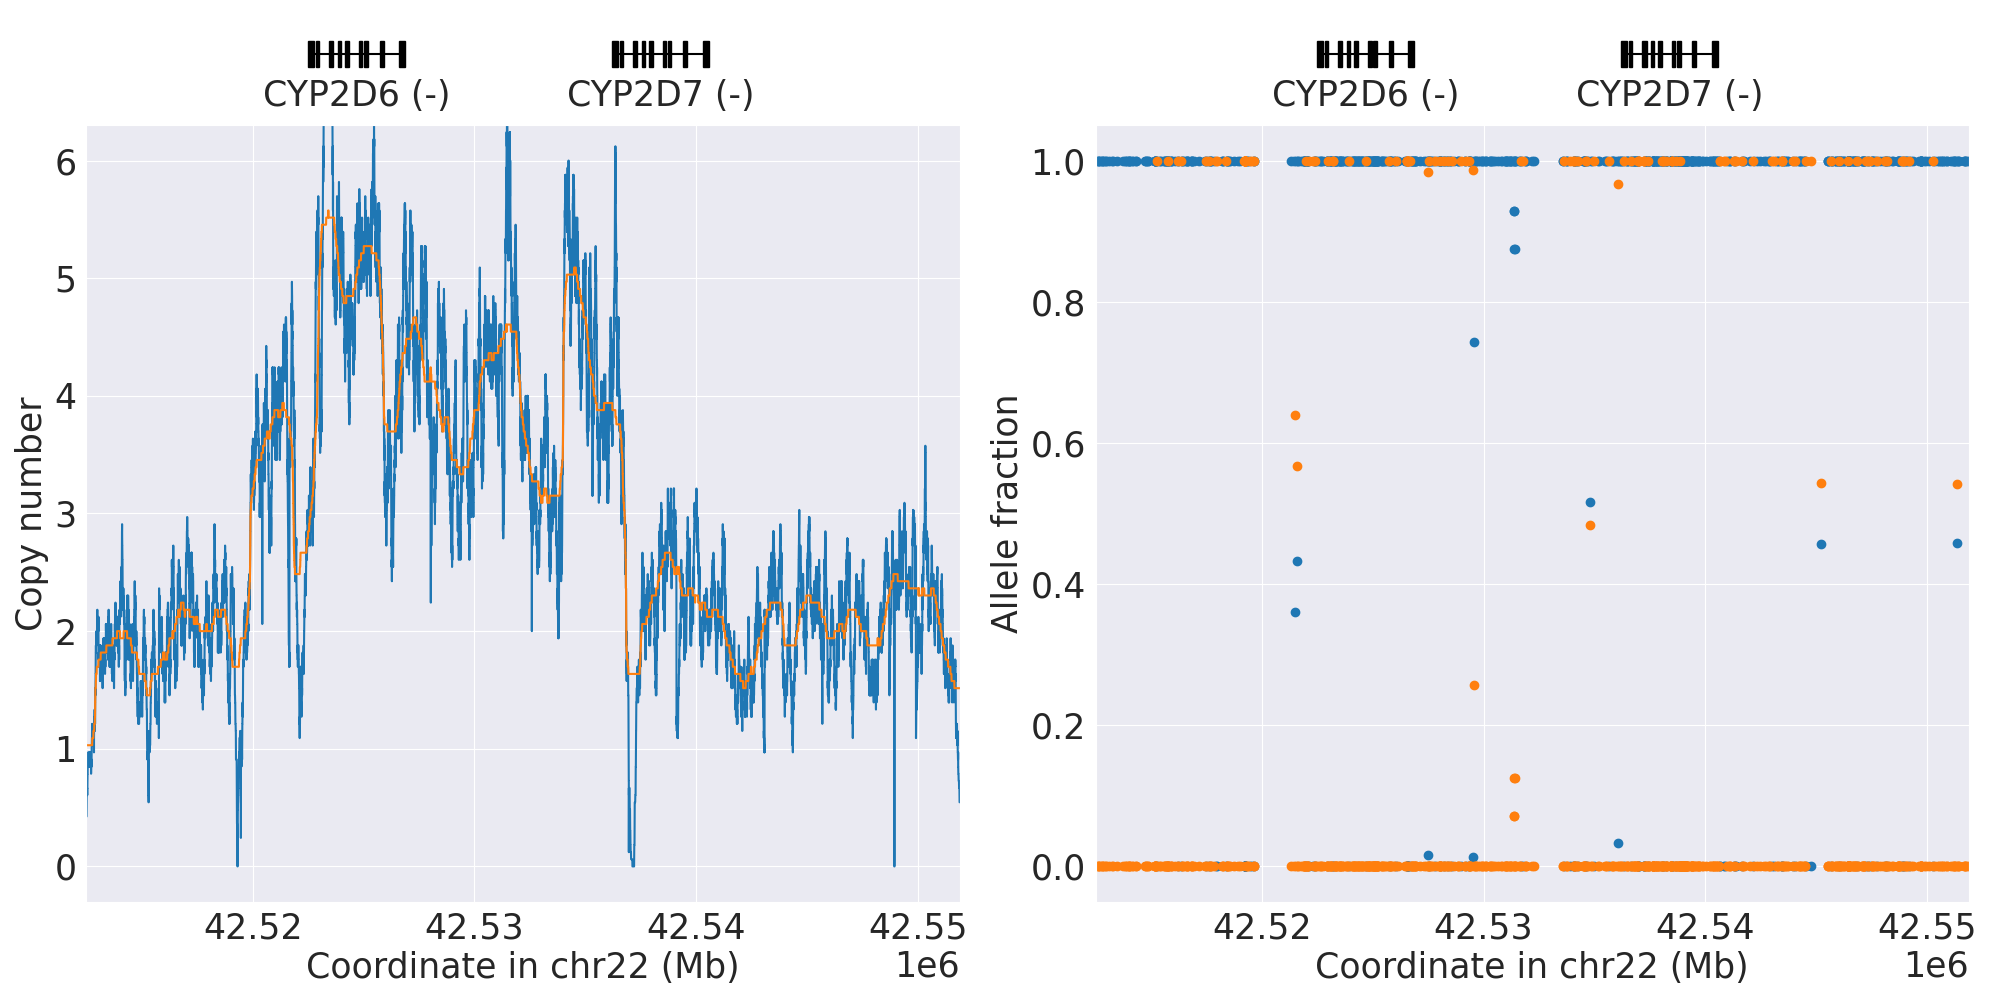 CYP2D6 (-)
CYP2D7 (-)
Copy number
6
5
4
3
2
1
0
42.52
42.53
42.54
42.55
Coordinate in chr22 (Mb)
1e6
CYP2D6 (-)
CYP2D7 (-)
Allele fraction
1.0
0.8
0.6
0.4
0.2
0.0
42.52
42.53
42.54
42.55
Coordinate in chr22 (Mb)
1e6